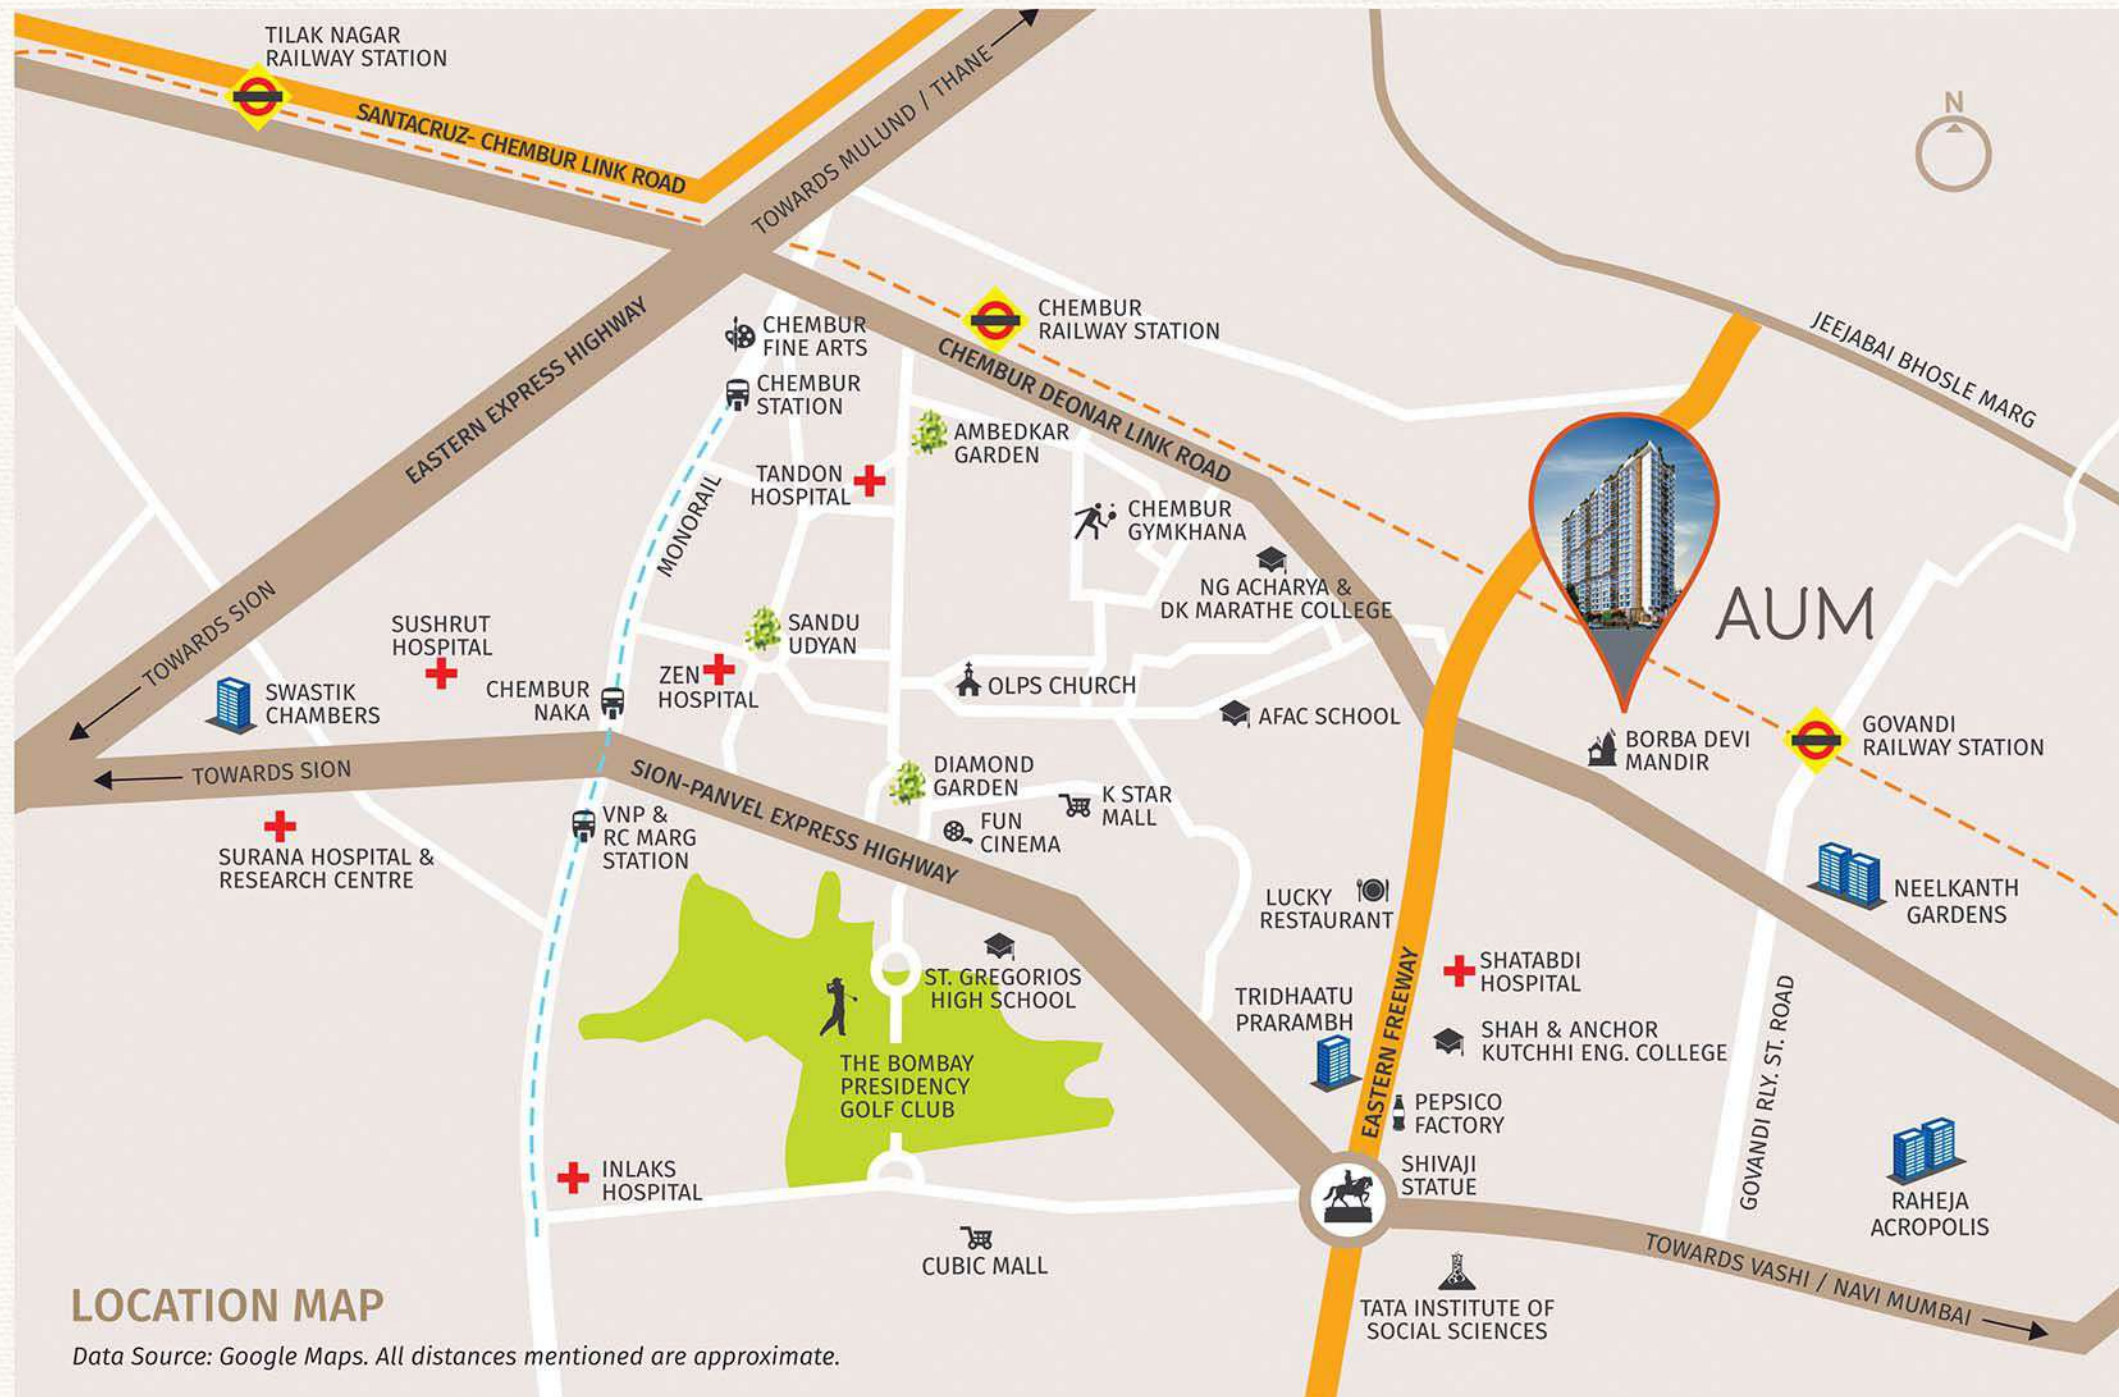 TILAK NAGAR
RAILWAY STATION
SANTACRUZ- CHEMBUR LINK ROAD
TOWARDS MULUND / THANE
N
CHEMBUR
RAILWAY STATION
CHEMBUR
FINE ARTS
CHEMBUR
STATION
CHEMBUR DEONAR LINK ROAD
JEEJABAI BHOSLE MARG
EASTERN EXPRESS HIGHWAY
AMBEDKAR
GARDEN
TANDON
HOSPITAL
MONORAIL
CHEMBUR
GYMKHANA
NG ACHARYA &
DK MARATHE COLLEGE
AUM
TOWARDS SION
SUSHRUT
HOSPITAL
SANDU
UDYAN
SWASTIK
CHAMBERS
CHEMBUR
NAKA
ZEN
HOSPITAL
OLPS CHURCH
AFAC SCHOOL
BORBA DEVI
MANDIR
GOVANDI
RAILWAY STATION
TOWARDS SION
SION-PANVEL EXPRESS HIGHWAY
DIAMOND
GARDEN
K STAR
MALL
FUN
CINEMA
VNP &
RC MARG
STATION
SURANA HOSPITAL &
RESEARCH CENTRE
LUCKY
RESTAURANT
NEELKANTH
GARDENS
ST. GREGORIOS
HIGH SCHOOL
SHATABDI
HOSPITAL
TRIDHAATU
PRARAMBH
EASTERN FREEWAY
SHAH & ANCHOR
KUTCHHI ENG. COLLEGE
GOVANDI RLY. ST. ROAD
THE BOMBAY
PRESIDENCY
GOLF CLUB
PEPSICO
FACTORY
INLAKS
HOSPITAL
SHIVAJI
STATUE
RAHEJA
ACROPOLIS
CUBIC MALL
TOWARDS VASHI / NAVI MUMBAI
TATA INSTITUTE OF
SOCIAL SCIENCES
LOCATION MAP
Data Source: Google Maps. All distances mentioned are approximate.